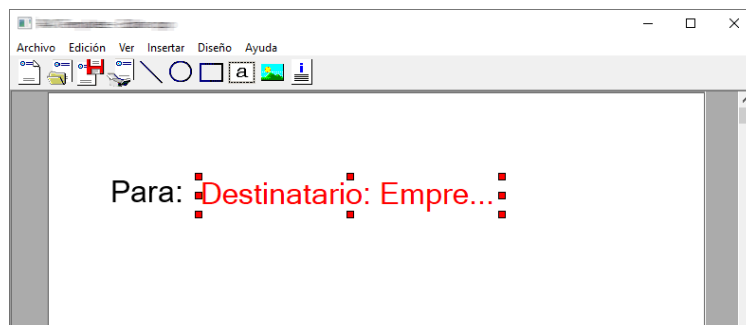 Archivo Edición Ver Insertar Diseño Ayuda
a i
Para: Destinatario: Empre...